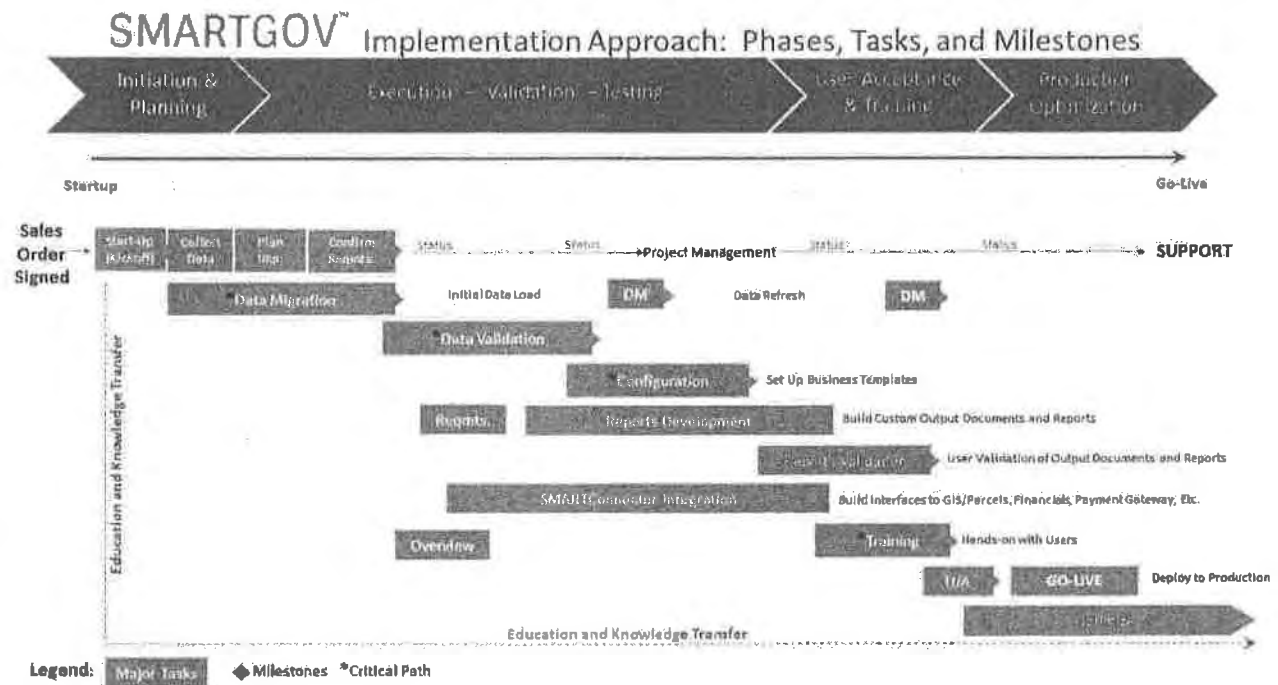 SMARTGOV™ Implementation Approach: Phases, Tasks, and Milestones
Initiation &
Planning
Execution – Validation – Testing
User Acceptance
& Training
Production
Optimization
Startup
Go-Live
Sales
Order
Signed
Start-Up
(Kickoff)
Collect
Data
Plan
Confirm
Status
Status
Project Management
Status
Status
SUPPORT
*Data Migration
Initial Data Load
DM
Data Refresh
DM
*Data Validation
*Configuration
Set Up Business Templates
Reqmts.
Reports Development
Build Custom Output Documents and Reports
Validation
User Validation of Output Documents and Reports
SMARTConnector Integration
Build Interfaces to GIS/Parcels, Financials, Payment Gateway, Etc.
Overview
*Training
Hands-on with Users
UA
GO-LIVE
Deploy to Production
Education and Knowledge Transfer
Education and Knowledge Transfer
Legend:
Major Tasks
Milestones
*Critical Path